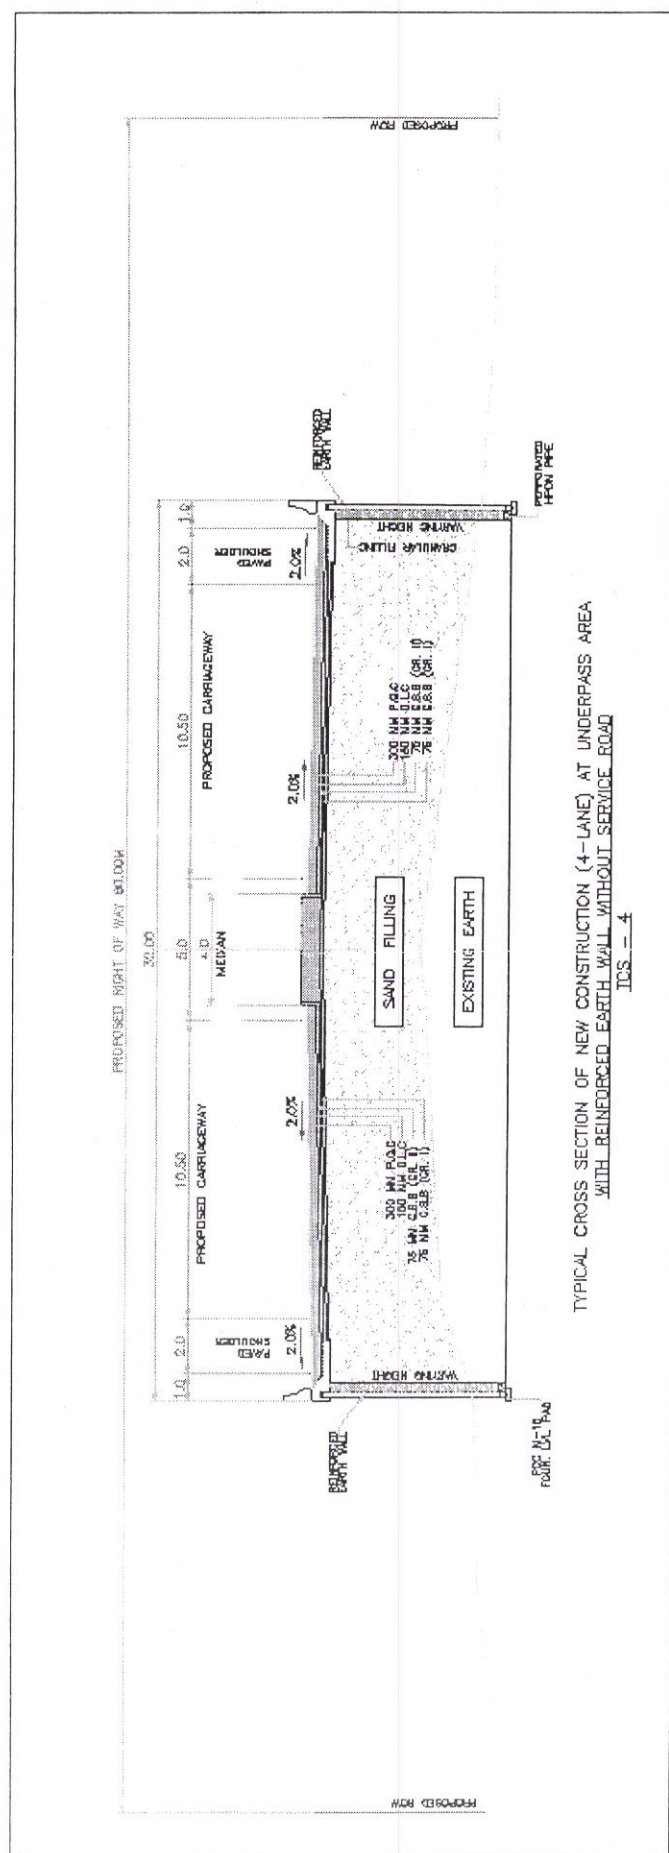 PROPOSED RIGHT OF WAY 60.00M
32.00
1.0 2.0 10.50 5.0 10.50 2.0 1.0
4.0
PAVED
SHOULDER
PROPOSED CARRIAGEWAY
MEDIAN
PROPOSED CARRIAGEWAY
PAVED
SHOULDER
2.0%
2.0%
2.0%
2.0%
REINFORCED
EARTH WALL
REINFORCED
EARTH WALL
PROPOSED ROW
PROPOSED ROW
VARYING HEIGHT
300 MM P.Q.C
150 MM D.L.C
75 MM G.S.B (GR. II)
75 MM G.S.B (GR. I)
SAND FILLING
300 MM P.Q.C
150 MM D.L.C
75 MM G.S.B (GR. II)
75 MM G.S.B (GR. I)
GRANULAR FILLING
VARYING HEIGHT
EXISTING EARTH
PERFORATED
PIPE
PAD
TYPICAL CROSS SECTION OF NEW CONSTRUCTION (4-LANE) AT UNDERPASS AREA
WITH REINFORCED EARTH WALL WITHOUT SERVICE ROAD
TCS - 4